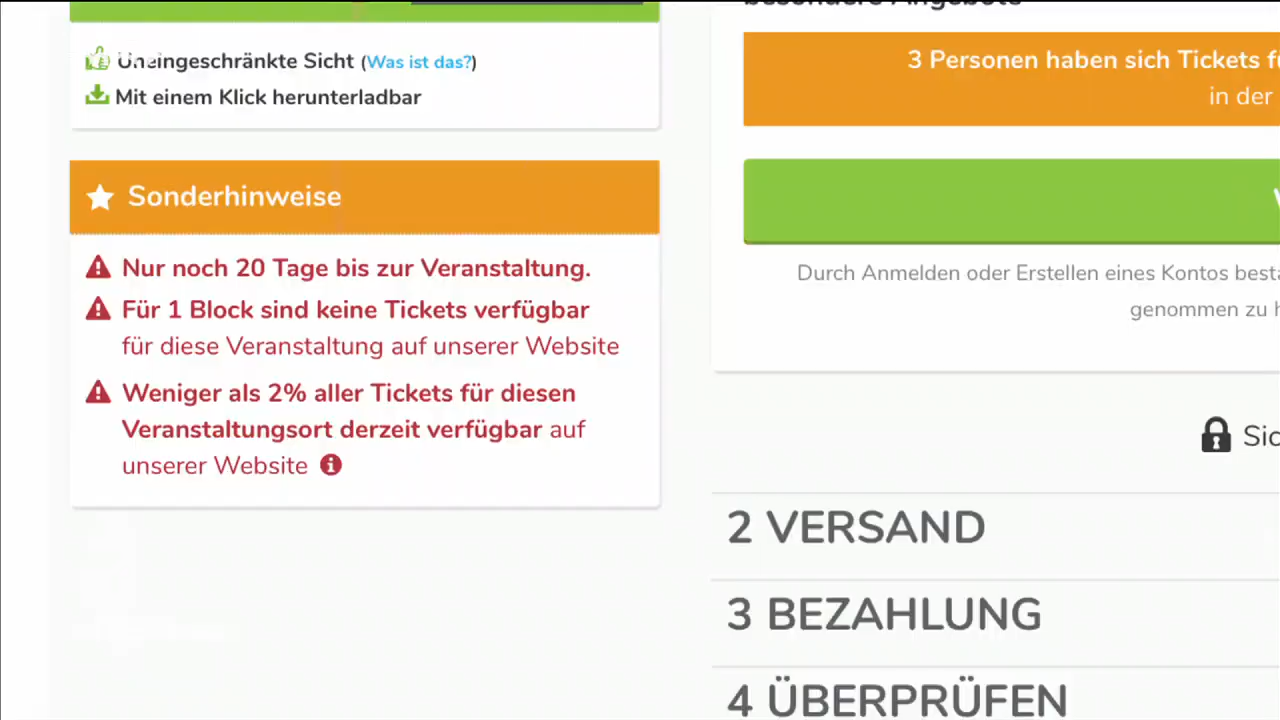 besondere Angebote
Uneingeschränkte Sicht (Was ist das?)
Mit einem Klick herunterladbar
Sonderhinweise
Nur noch 20 Tage bis zur Veranstaltung.
Für 1 Block sind keine Tickets verfügbar
für diese Veranstaltung auf unserer Website
Weniger als 2% aller Tickets für diesen
Veranstaltungsort derzeit verfügbar auf
unserer Website
3 Personen haben sich Tickets
in der
Durch Anmelden oder Erstellen eines Kontos
genommen zu
2 VERSAND
3 BEZAHLUNG
4 ÜBERPRÜFEN